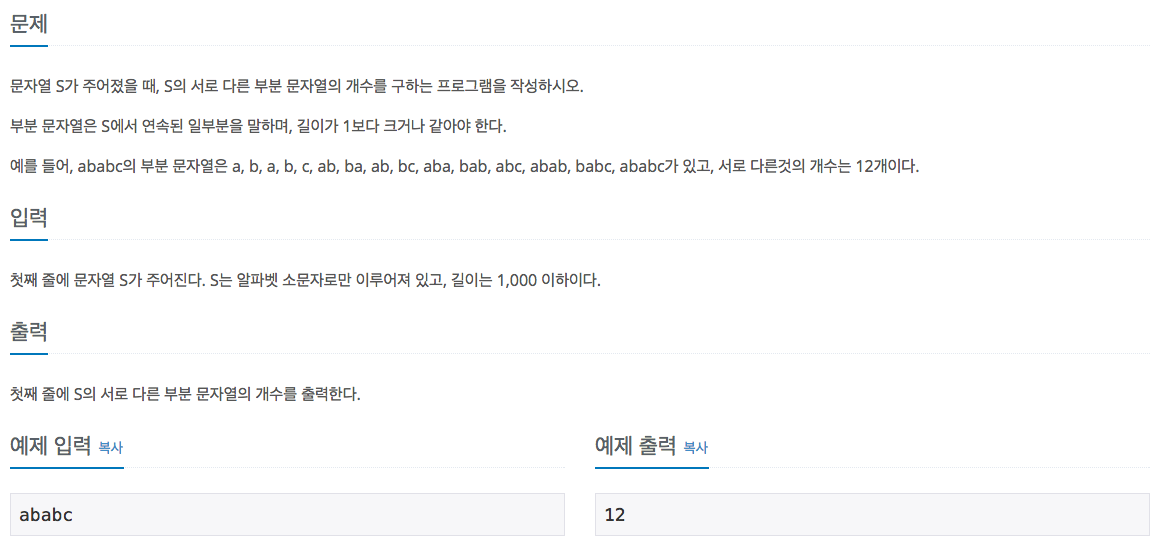 문제
문자열 S가 주어졌을 때, S의 서로 다른 부분 문자열의 개수를 구하는 프로그램을 작성하시오.
부분 문자열은 S에서 연속된 일부분을 말하며, 길이가 1보다 크거나 같아야 한다.
예를 들어, ababc의 부분 문자열은 a, b, a, b, c, ab, ba, ab, bc, aba, bab, abc, abab, babc, ababc가 있고, 서로 다른것의 개수는 12개이다.
입력
첫째 줄에 문자열 S가 주어진다. S는 알파벳 소문자로만 이루어져 있고, 길이는 1,000 이하이다.
출력
첫째 줄에 S의 서로 다른 부분 문자열의 개수를 출력한다.
예제 입력 복사
ababc
예제 출력 복사
12